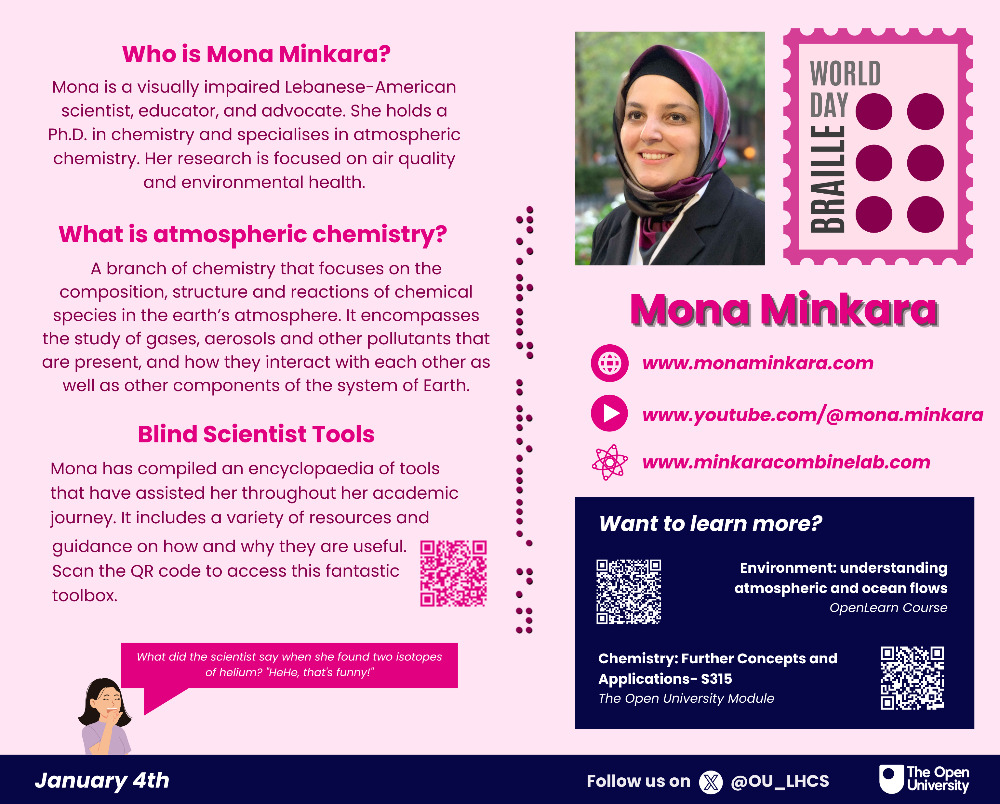 Who is Mona Minkara?
Mona is a visually impaired Lebanese-American
scientist, educator, and advocate. She holds a
Ph.D. in chemistry and specialises in atmospheric
chemistry. Her research is focused on air quality
and environmental health.
What is atmospheric chemistry?
A branch of chemistry that focuses on the
composition, structure and reactions of chemical
species in the earth’s atmosphere. It encompasses
the study of gases, aerosols and other pollutants that
are present, and how they interact with each other as
well as other components of the system of Earth.
Blind Scientist Tools
Mona has compiled an encyclopaedia of tools
that have assisted her throughout her academic
journey. It includes a variety of resources and
guidance on how and why they are useful.
Scan the QR code to access this fantastic
toolbox.
What did the scientist say when she found two isotopes
of helium? "HeHe, that's funny!"
⠺⠕⠗⠇⠙ ⠃⠗⠕⠇⠇⠑ ⠙⠁⠽
WORLD
DAY
BRAILLE
Mona Minkara
www.monaminkara.com
www.youtube.com/@mona.minkara
www.minkaracombinelab.com
Want to learn more?
Environment: understanding
atmospheric and ocean flows
OpenLearn Course
Chemistry: Further Concepts and
Applications- S315
The Open University Module
January 4th
Follow us on X @OU_LHCS
The Open
University